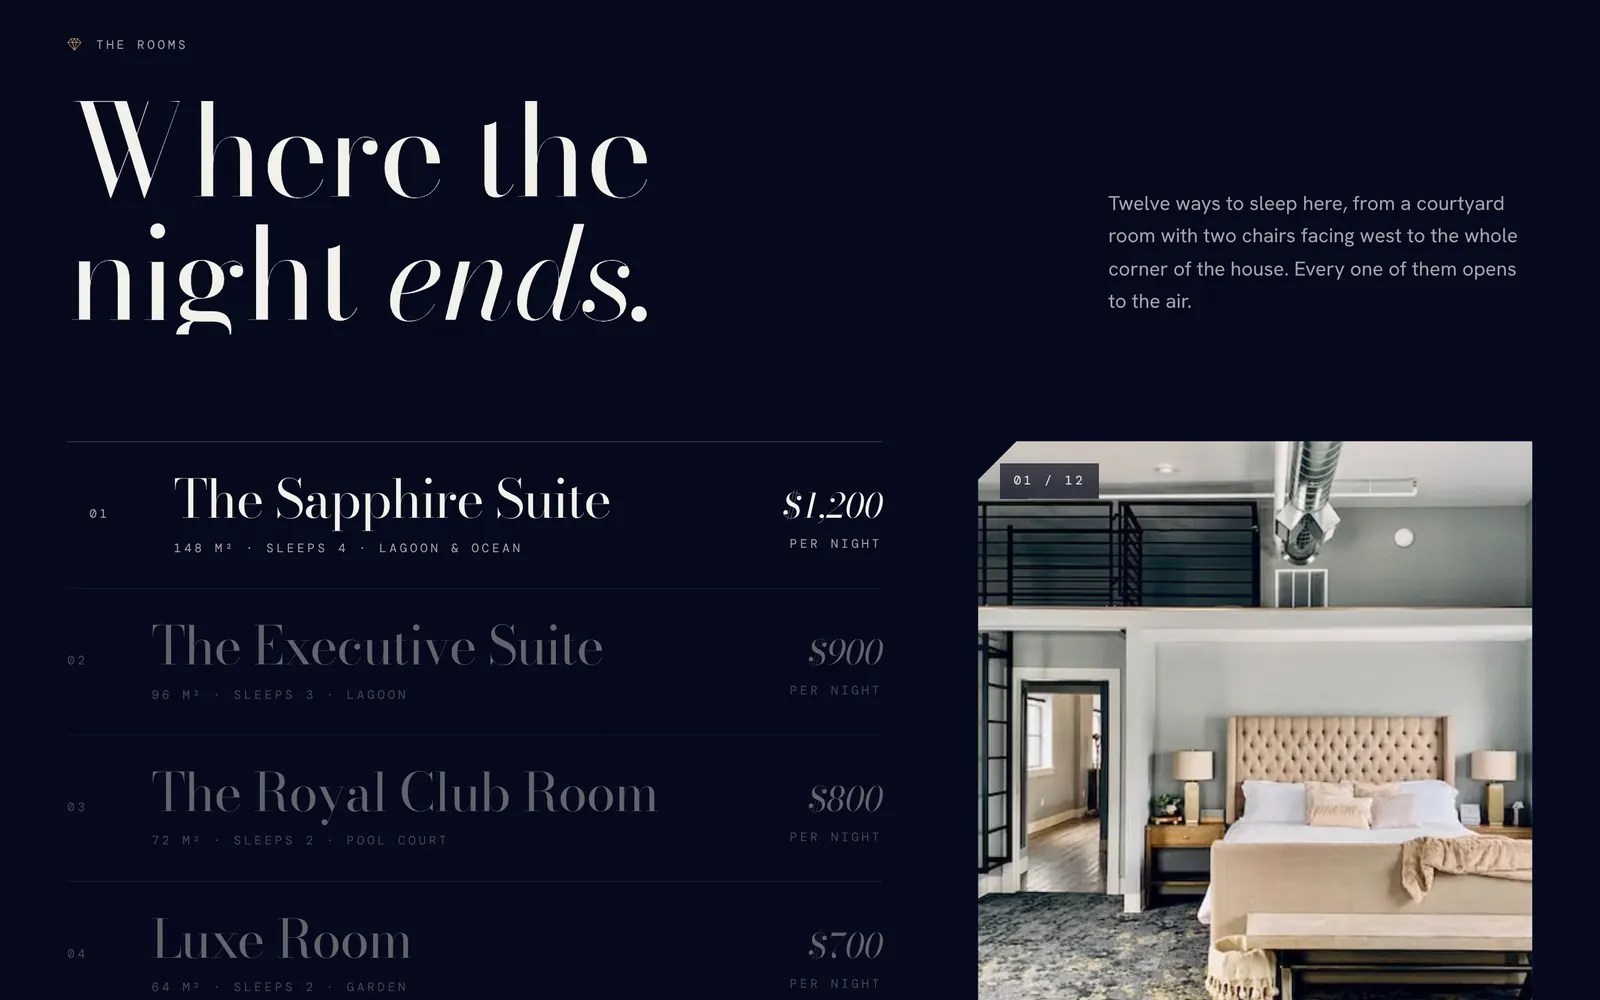 THE ROOMS
Where the
night ends.
Twelve ways to sleep here, from a courtyard
room with two chairs facing west to the whole
corner of the house. Every one of them opens
to the air.
01
The Sapphire Suite
$1,200
148 M² · SLEEPS 4 · LAGOON & OCEAN
PER NIGHT
02
The Executive Suite
$900
96 M² · SLEEPS 3 · LAGOON
PER NIGHT
03
The Royal Club Room
$800
72 M² · SLEEPS 2 · POOL COURT
PER NIGHT
04
Luxe Room
$700
64 M² · SLEEPS 2 · GARDEN
PER NIGHT
01 / 12